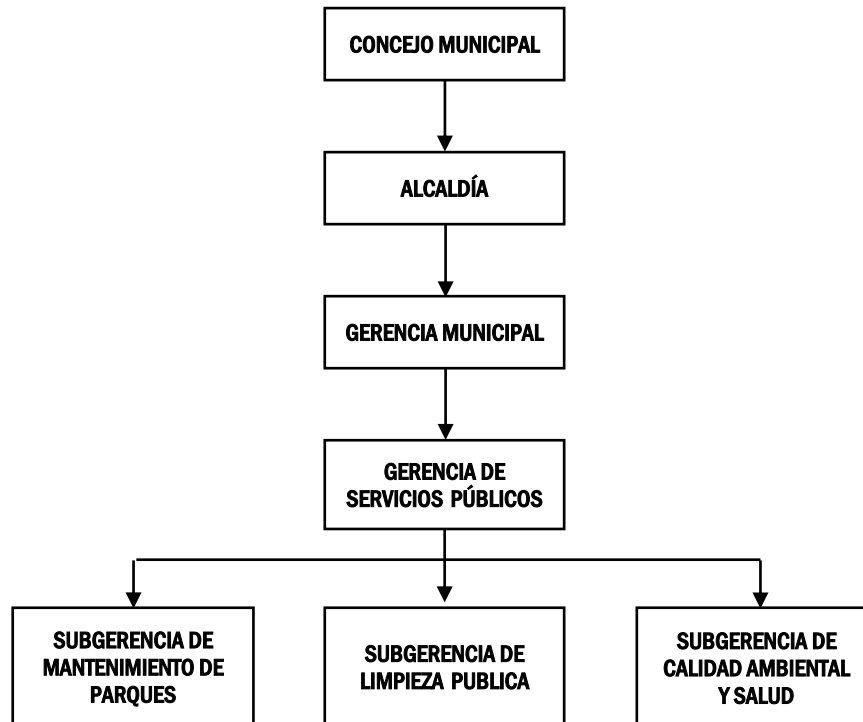 CONCEJO MUNICIPAL
ALCALDÍA
GERENCIA MUNICIPAL
GERENCIA DE
SERVICIOS PÚBLICOS
SUBGERENCIA DE
MANTENIMIENTO DE
PARQUES
SUBGERENCIA DE
LIMPIEZA PUBLICA
SUBGERENCIA DE
CALIDAD AMBIENTAL
Y SALUD